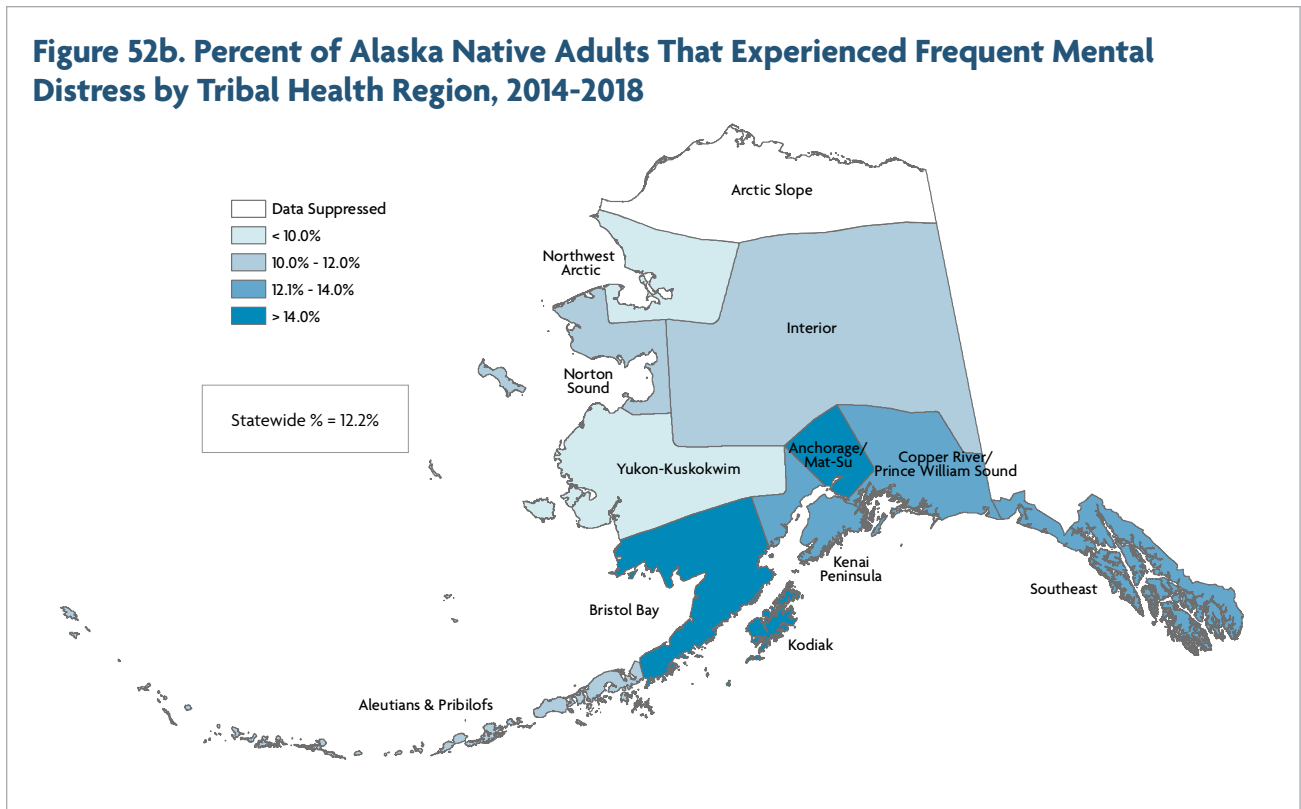 Figure 52b. Percent of Alaska Native Adults That Experienced Frequent Mental
Distress by Tribal Health Region, 2014-2018
Data Suppressed
< 10.0%
10.0% - 12.0%
12.1% - 14.0%
> 14.0%
Statewide % = 12.2%
Arctic Slope
Northwest
Arctic
Interior
Norton
Sound
Anchorage/
Mat-Su
Copper River/
Prince William Sound
Yukon-Kuskokwim
Kenai
Peninsula
Southeast
Bristol Bay
Kodiak
Aleutians & Pribilofs